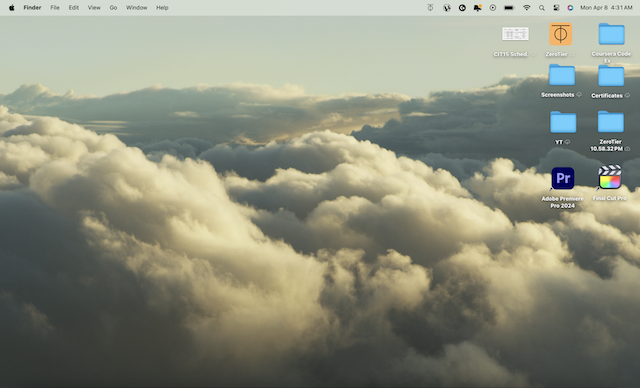 Finder File Edit View Go Window Help Mon Apr 8 4:31 AM
CIT15 Sched...
ZeroTier
Coursera Code
Ex
Screenshots
Certificates
YT
ZeroTier
10.58.32 PM
Pr
Adobe Premiere
Pro 2024
Final Cut Pro